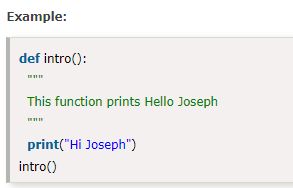 Example:
def intro():
"""
This function prints Hello Joseph
"""
print("Hi Joseph")
intro()